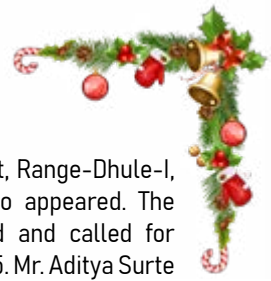 t, Range-Dhule-I,
o appeared. The
d and called for
5. Mr. Aditya Surte